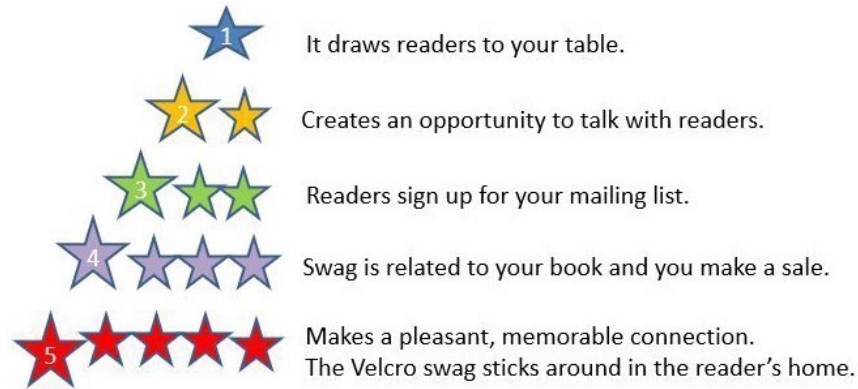 1 It draws readers to your table.
2 Creates an opportunity to talk with readers.
3 Readers sign up for your mailing list.
4 Swag is related to your book and you make a sale.
5 Makes a pleasant, memorable connection.
The Velcro swag sticks around in the reader’s home.